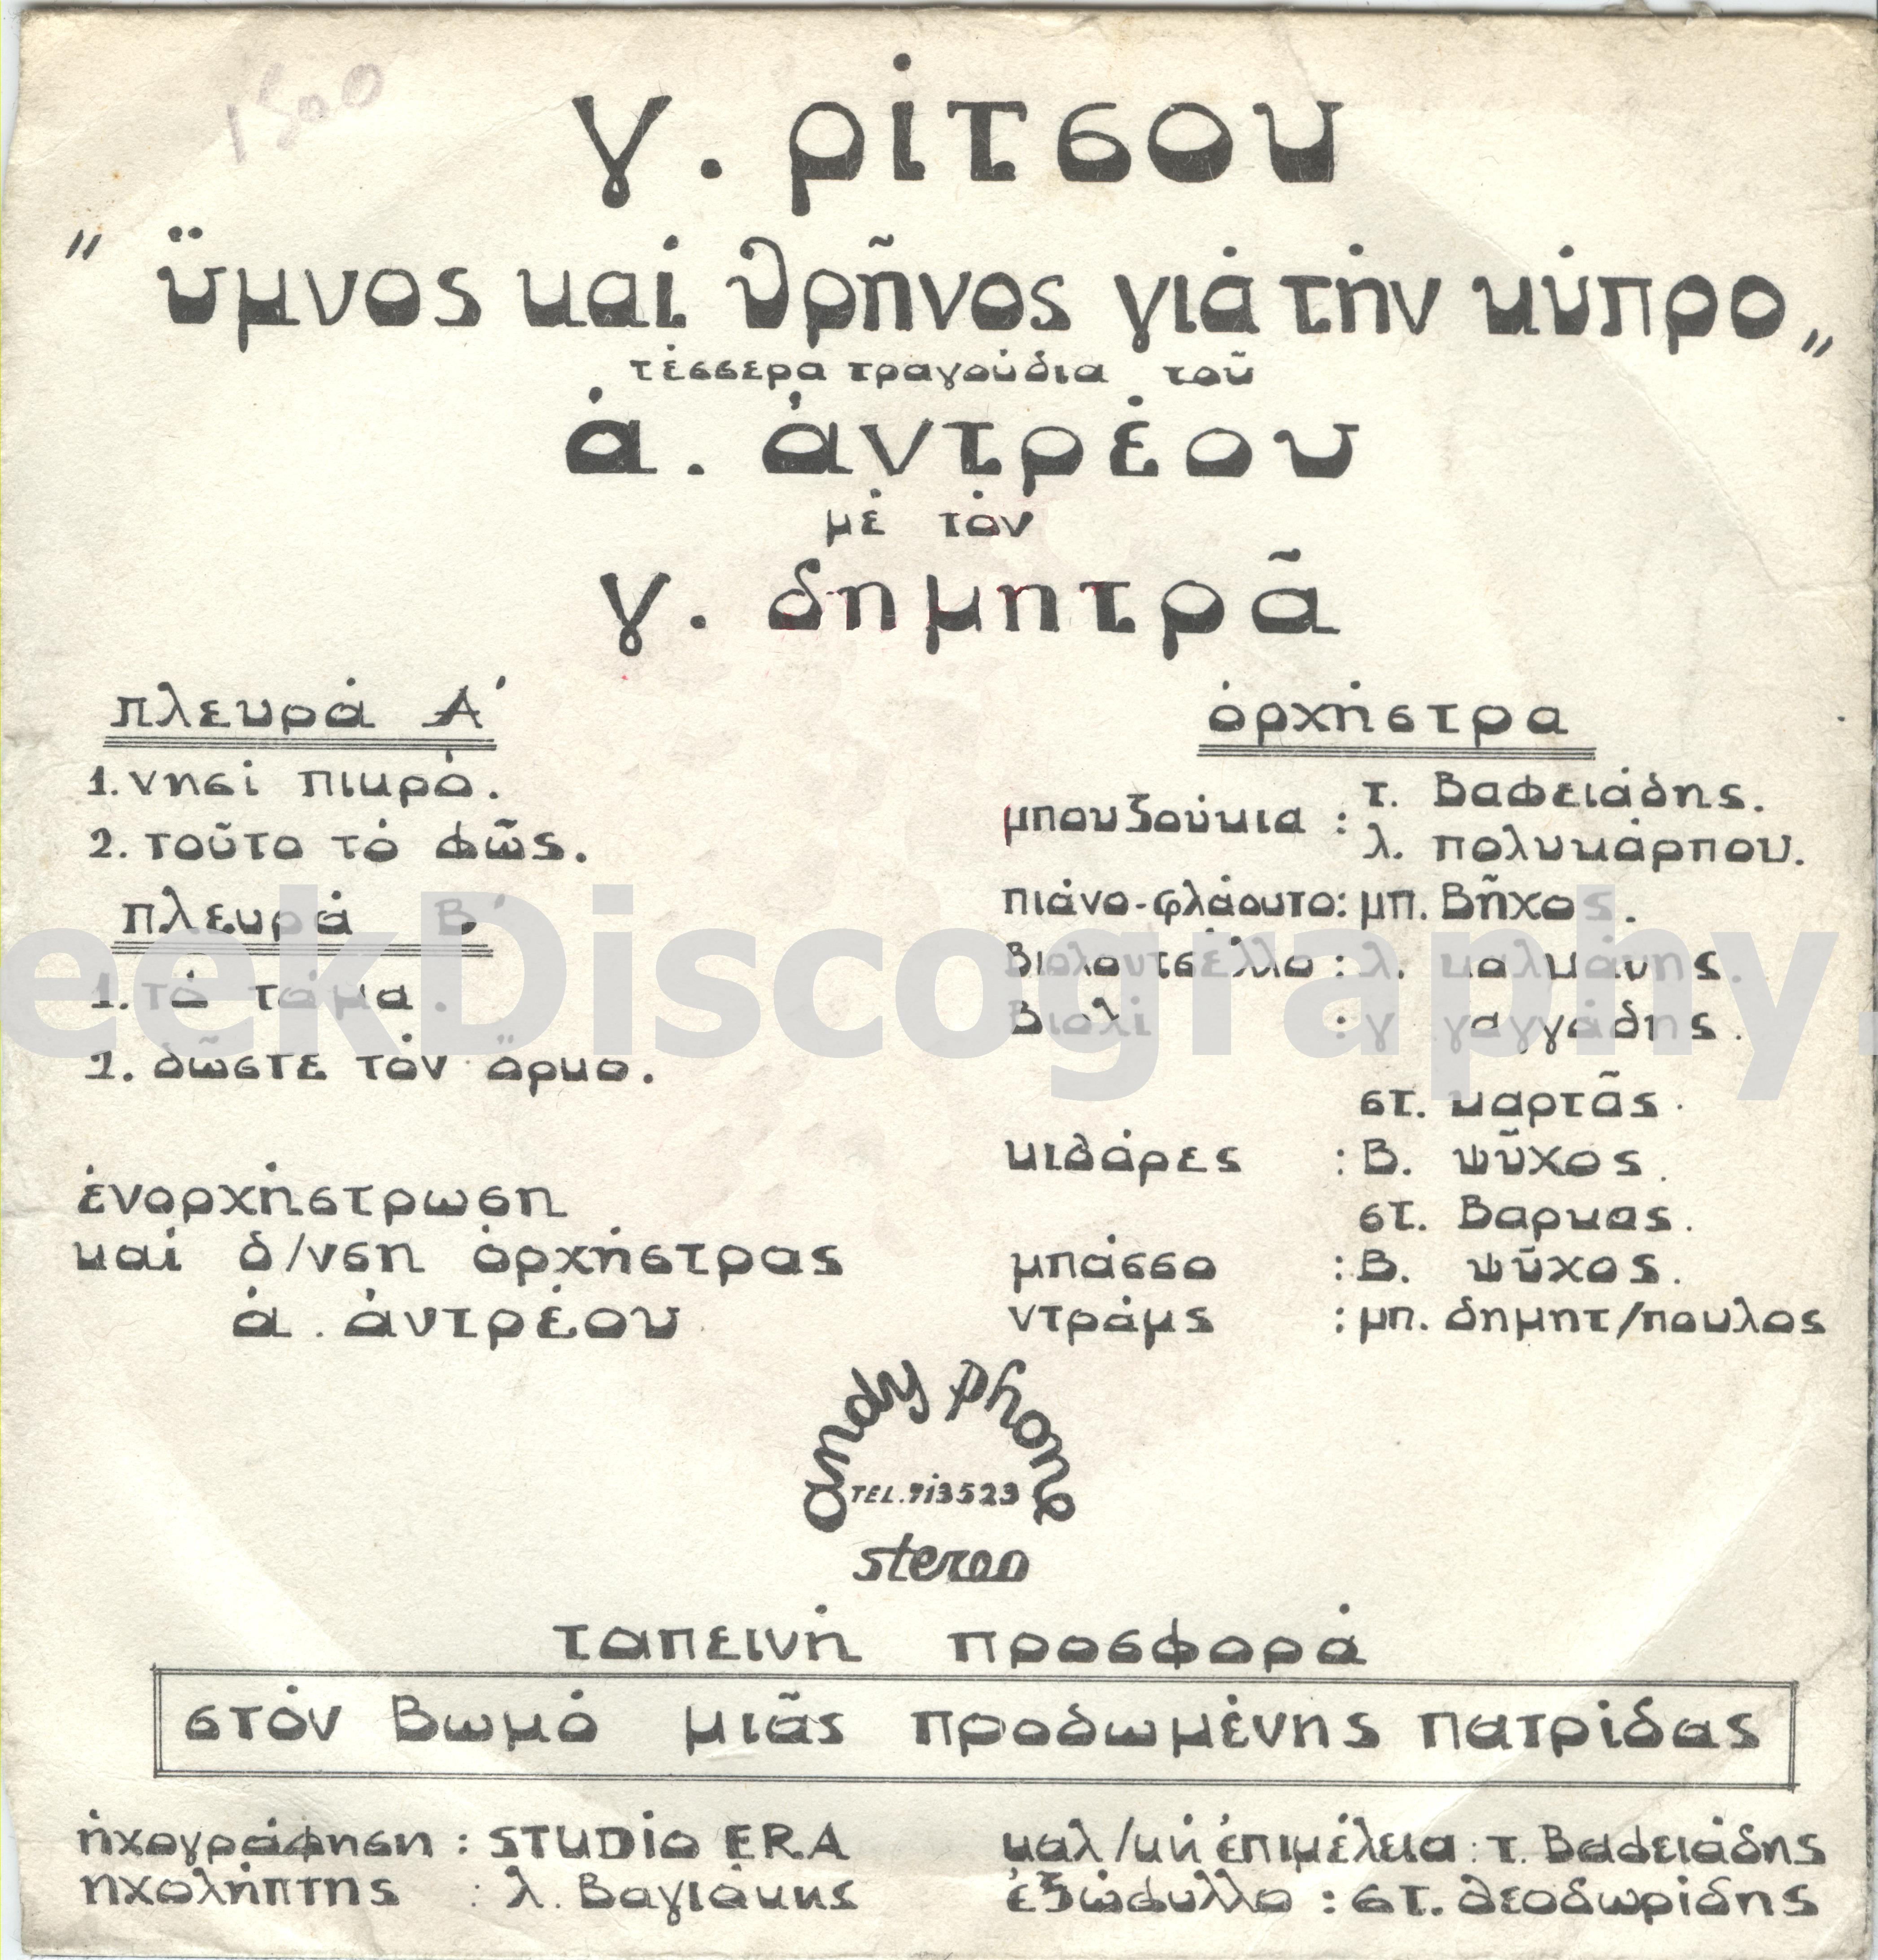 1500
γ. ρίτσου
"ὕμνος καί θρῆνος γιά τήν κύπρο"
τέσσερα τραγούδια τοῦ
ἀ. ἀντρέου
μέ τόν
γ. δημητρᾶ
πλευρά Α΄
1. νησί πικρό.
2. τοῦτο τό φῶς.
πλευρά Β΄
1. τό τάμα.
2. δῶστε τόν ὅρκο.
ἐνορχήστρωση
καί δ/νση ὀρχήστρας
ἀ. ἀντρέου
ὀρχήστρα
μπουζούκια : τ. Βαφειάδης.
λ. πολυκάρπου.
πιάνο-φλάουτο: μπ. Βῆχος.
Βιολοντσέλλο : λ. καλκάνης.
Βιολί : γ γαγγάδης.
στ. καρτᾶς.
κιθάρες : Β. ψῦχος.
στ. Βαρκας.
μπάσσο : Β. ψῦχος.
ντράμς : μπ. δημητ/πουλος
andy phone
TEL. 713523
stereo
ταπεινή προσφορά
στόν Βωμό μιᾶς προδωμένης πατρίδας
ἠχογράφηση : STUDIO ERA
ηχολήπτης : λ. Βαγιάκης
καλ/κή ἐπιμέλεια : τ. Βαφειάδης
ἐξώφυλλο : στ. θεοδωρίδης
eekDiscography.